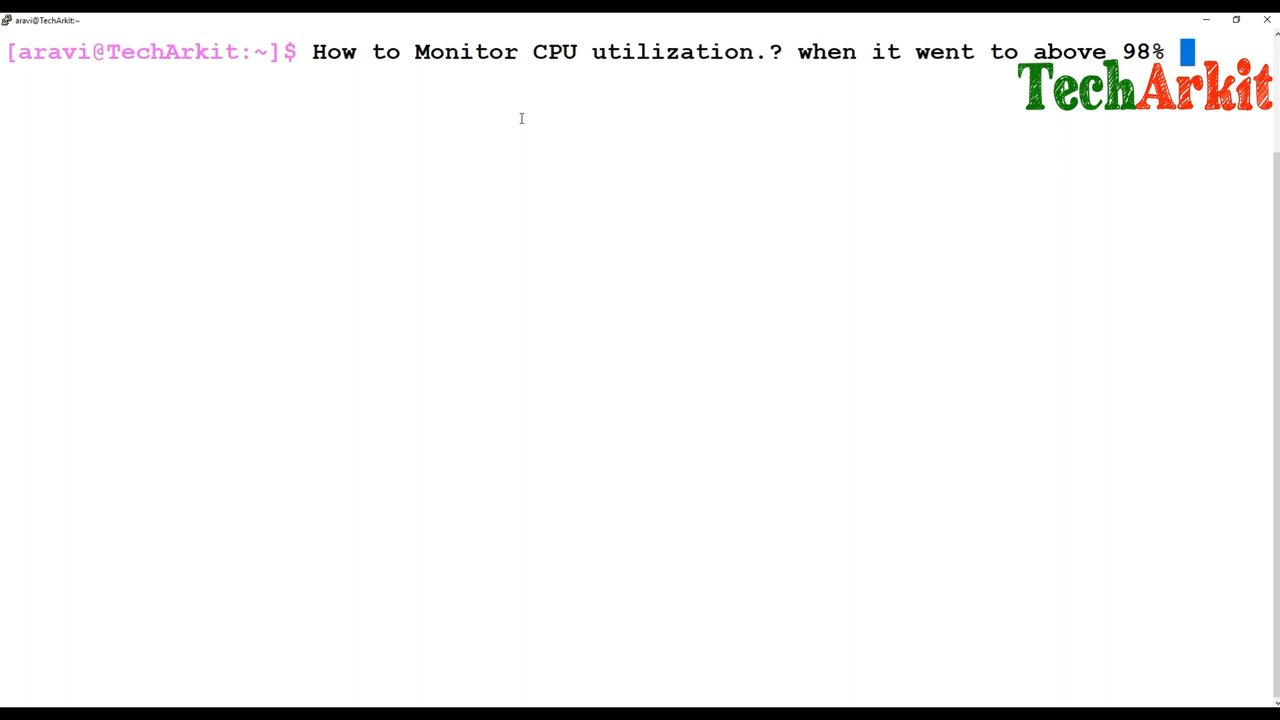 aravi@TechArkit:~
[aravi@TechArkit:~]$ How to Monitor CPU utilization.? when it went to above 98%
TechArkit